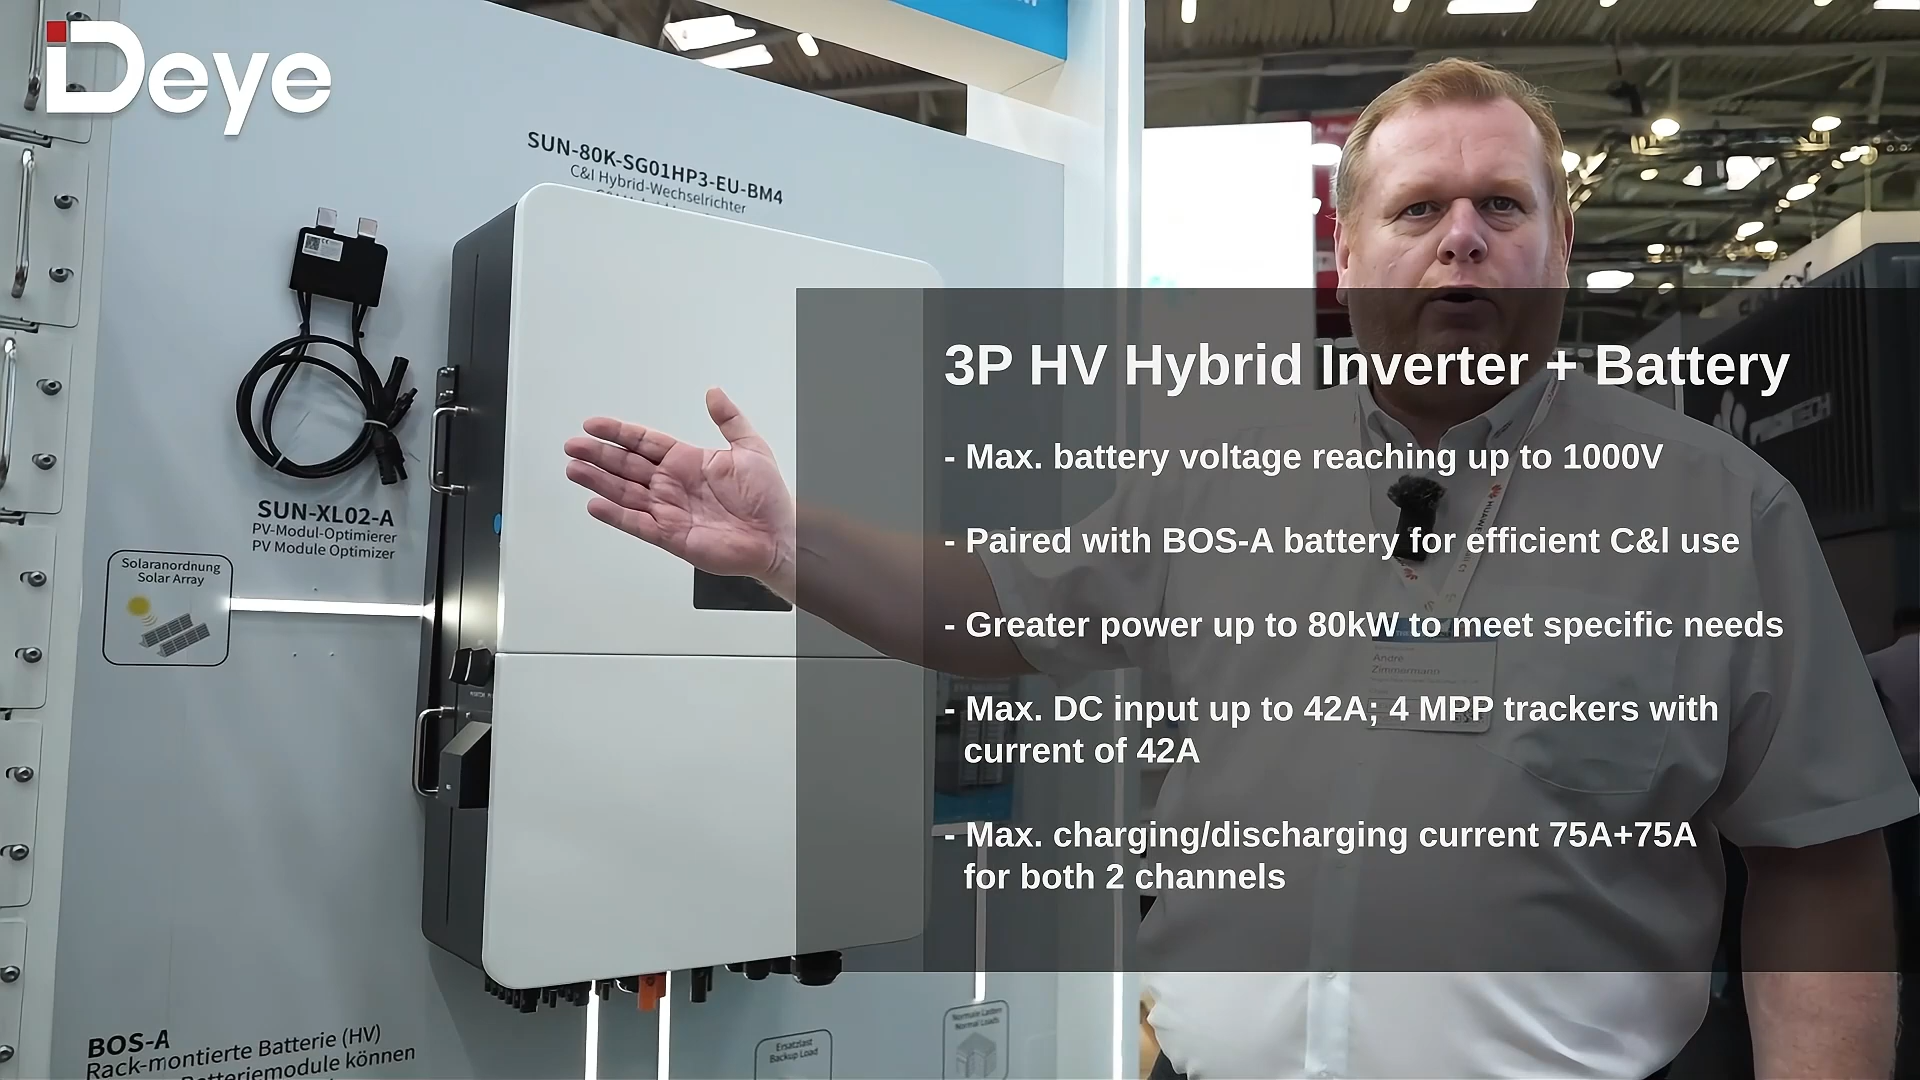 Deye
SUN-80K-SG01HP3-EU-BM4
C&I Hybrid-Wechselrichter
SUN-XL02-A
PV-Modul-Optimierer
PV Module Optimizer
Solaranordnung
Solar Array
3P HV Hybrid Inverter + Battery
- Max. battery voltage reaching up to 1000V
- Paired with BOS-A battery for efficient C&I use
- Greater power up to 80kW to meet specific needs
André
Zimmermann
- Max. DC input up to 42A; 4 MPP trackers with
current of 42A
- Max. charging/discharging current 75A+75A
for both 2 channels
HUAWEI
BOS-A
Rack-montierte Batterie (HV)
Batteriemodule können
Ersatzlast
Backup Load
Normale Lasten
Normal Loads